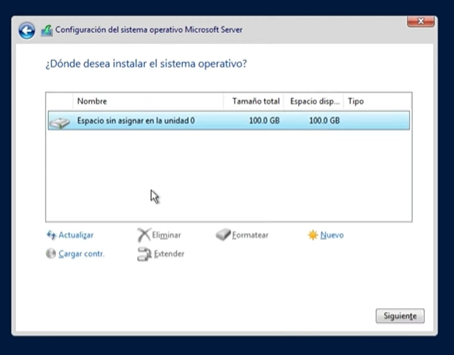 Configuración del sistema operativo Microsoft Server
¿Dónde desea instalar el sistema operativo?
Nombre Tamaño total Espacio disp... Tipo
Espacio sin asignar en la unidad 0 100.0 GB 100.0 GB
Actualizar Eliminar Formatear Nuevo
Cargar contr. Extender
Siguiente